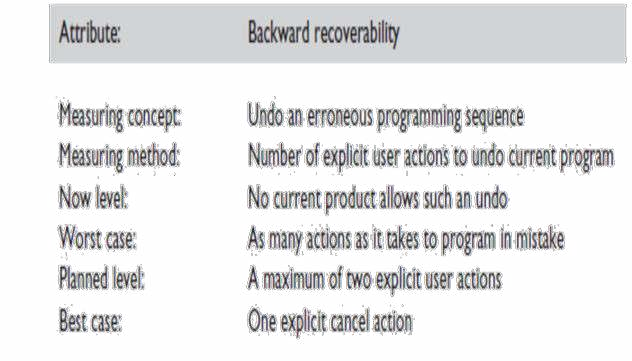 Attribute: Backward recoverability
Measuring concept: Undo an erroneous programming sequence
Measuring method: Number of explicit user actions to undo current program
Now level: No current product allows such an undo
Worst case: As many actions as it takes to program in mistake
Planned level: A maximum of two explicit user actions
Best case: One explicit cancel action